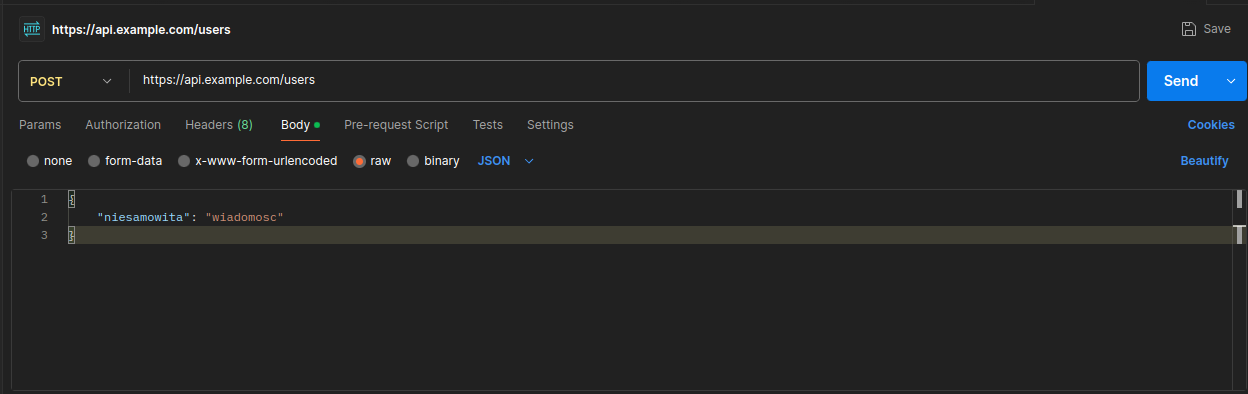 HTTP https://api.example.com/users Save
POST https://api.example.com/users Send
Params Authorization Headers (8) Body Pre-request Script Tests Settings Cookies
none form-data x-www-form-urlencoded raw binary JSON Beautify
1 {
2 "niesamowita": "wiadomosc"
3 }